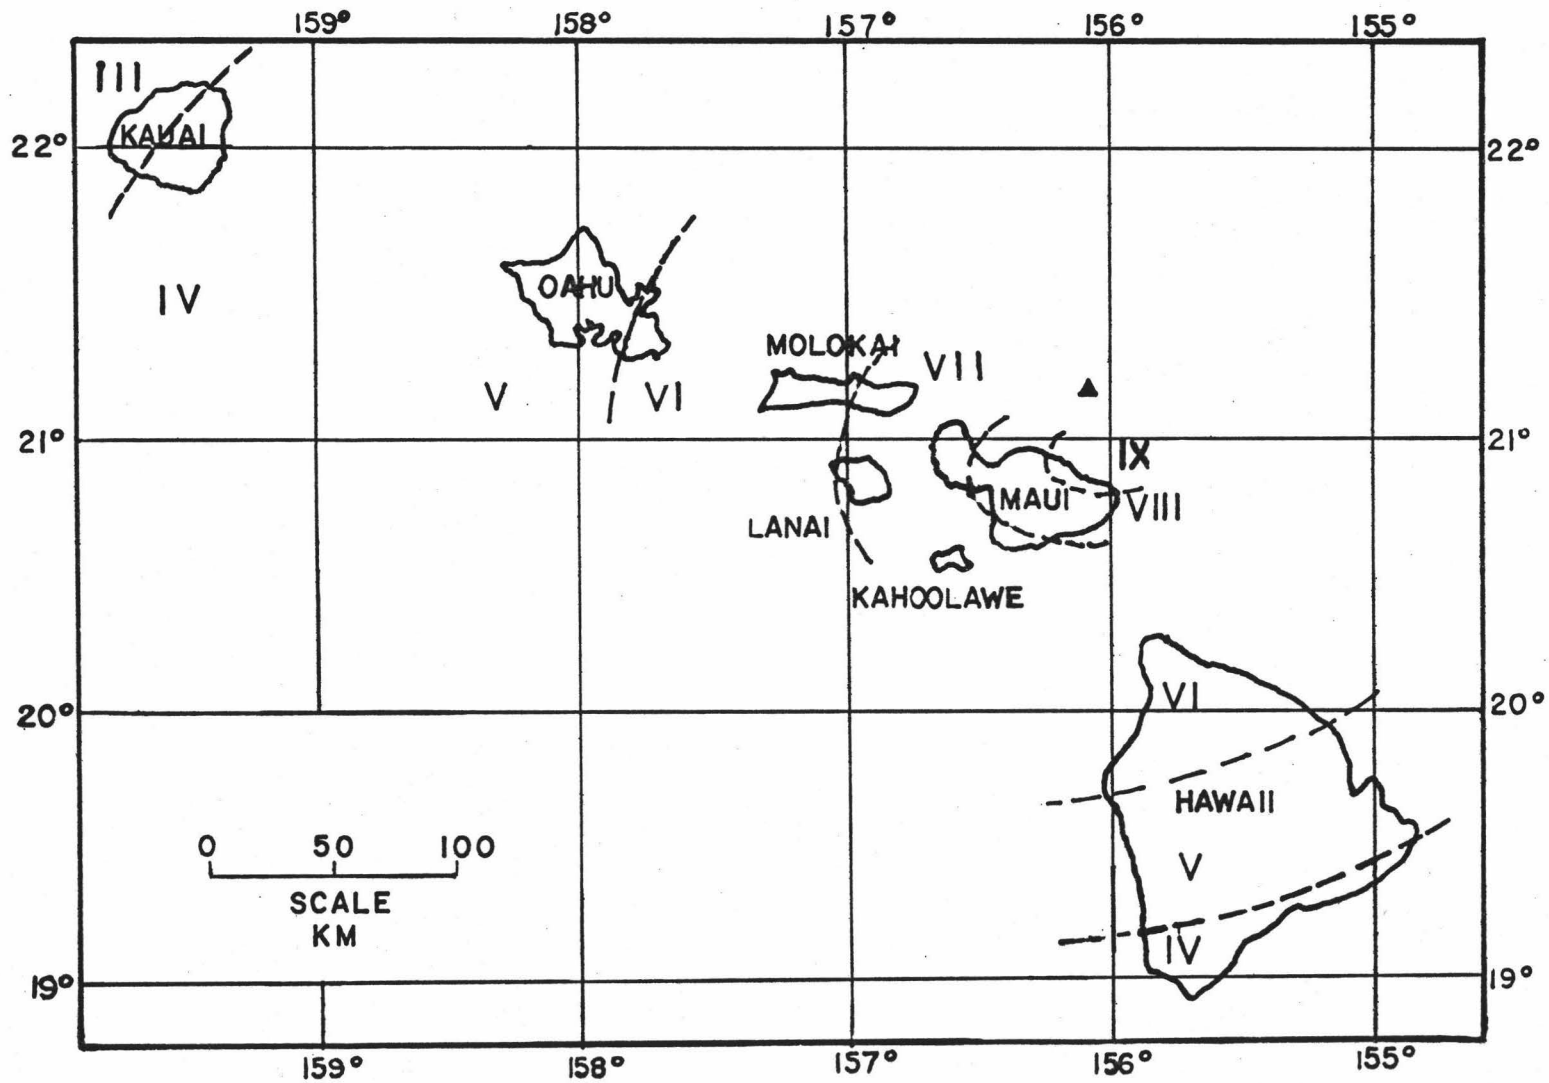 159° 158° 157° 156° 155°
III
KAUAI
22° 22°
IV
OAHU
MOLOKAI
VII
V VI
21° 21°
IX
MAUI
VIII
LANAI
KAHOOLAWE
VI
20° 20°
HAWAII
0 50 100
V
SCALE
KM
IV
19° 19°
159° 158° 157° 156° 155°